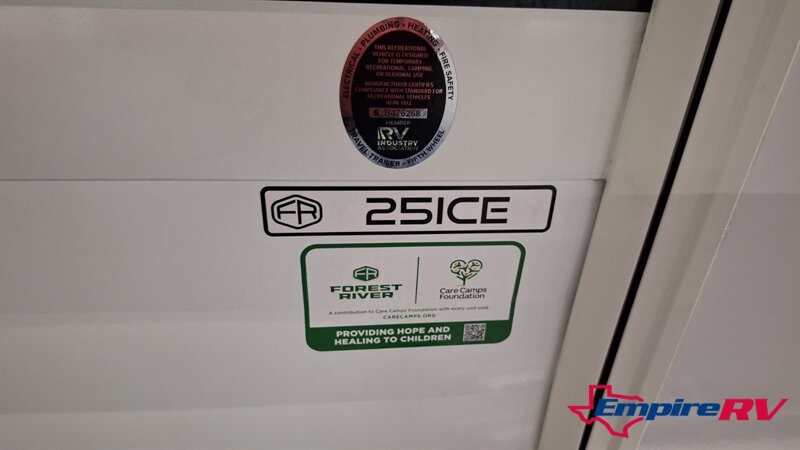 ELECTRICAL • PLUMBING • HEATING • FIRE SAFETY
THIS RECREATIONAL
VEHICLE IS DESIGNED
FOR TEMPORARY
RECREATIONAL, CAMPING,
OR SEASONAL USE
MANUFACTURER CERTIFIES
COMPLIANCE WITH STANDARD FOR
RECREATIONAL VEHICLES
NFPA 1192
MEMBER
RV
INDUSTRY
ASSOCIATION
TRAVEL TRAILER • FIFTH WHEEL
FR 251CE
FR
FOREST
RIVER
Care Camps
Foundation
A contribution to Care Camps Foundation with every unit sold
CARECAMPS.ORG
PROVIDING HOPE AND
HEALING TO CHILDREN
EmpireRV